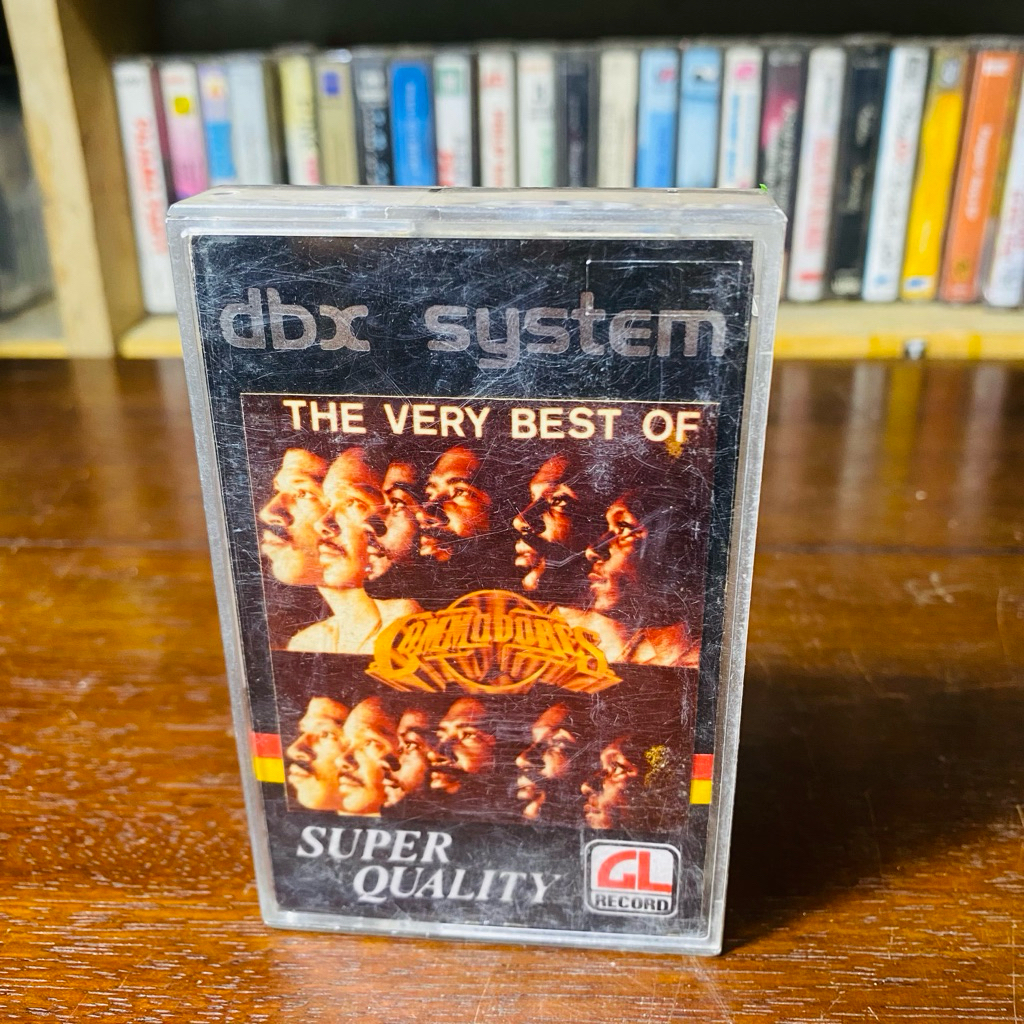 dbx system
THE VERY BEST OF
COMMODORES
SUPER
QUALITY
GL
RECORD